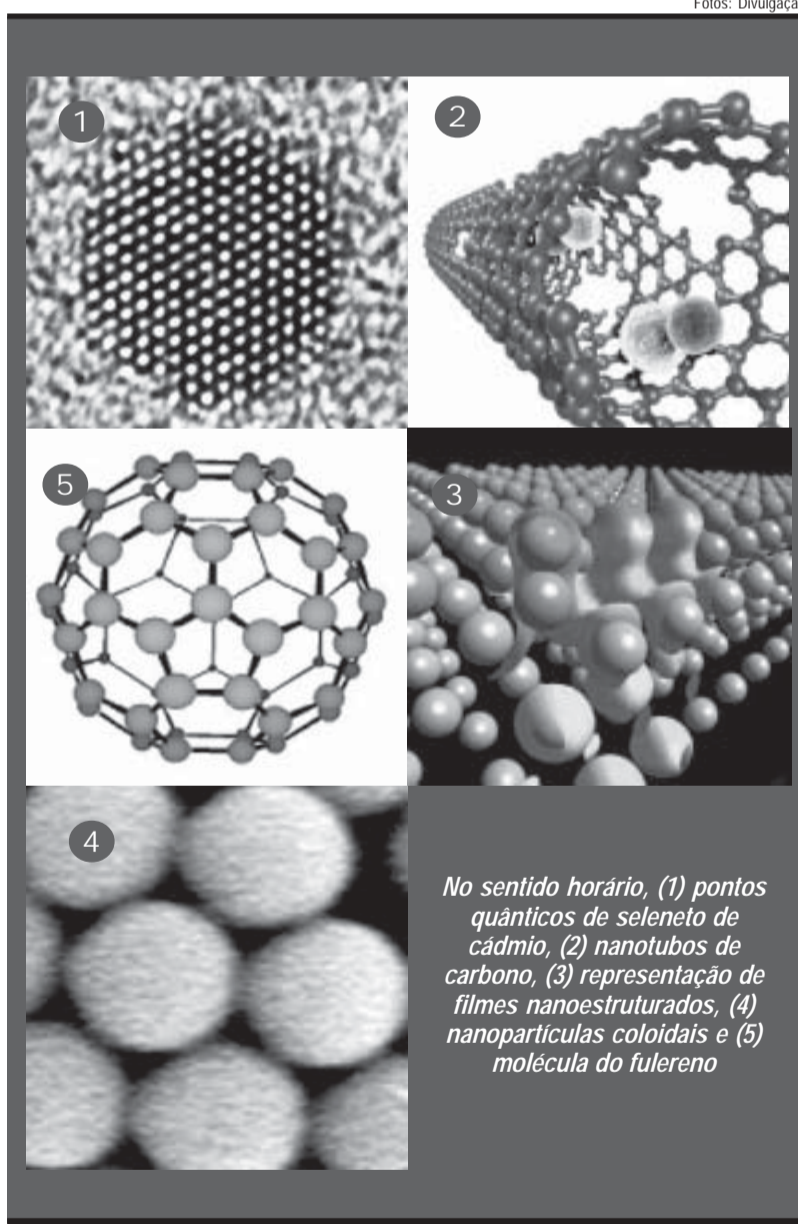 Fotos: Divulgaçã
1
2
5
3
4
No sentido horário, (1) pontos
quânticos de seleneto de
cádmio, (2) nanotubos de
carbono, (3) representação de
filmes nanoestruturados, (4)
nanopartículas coloidais e (5)
molécula do fulereno